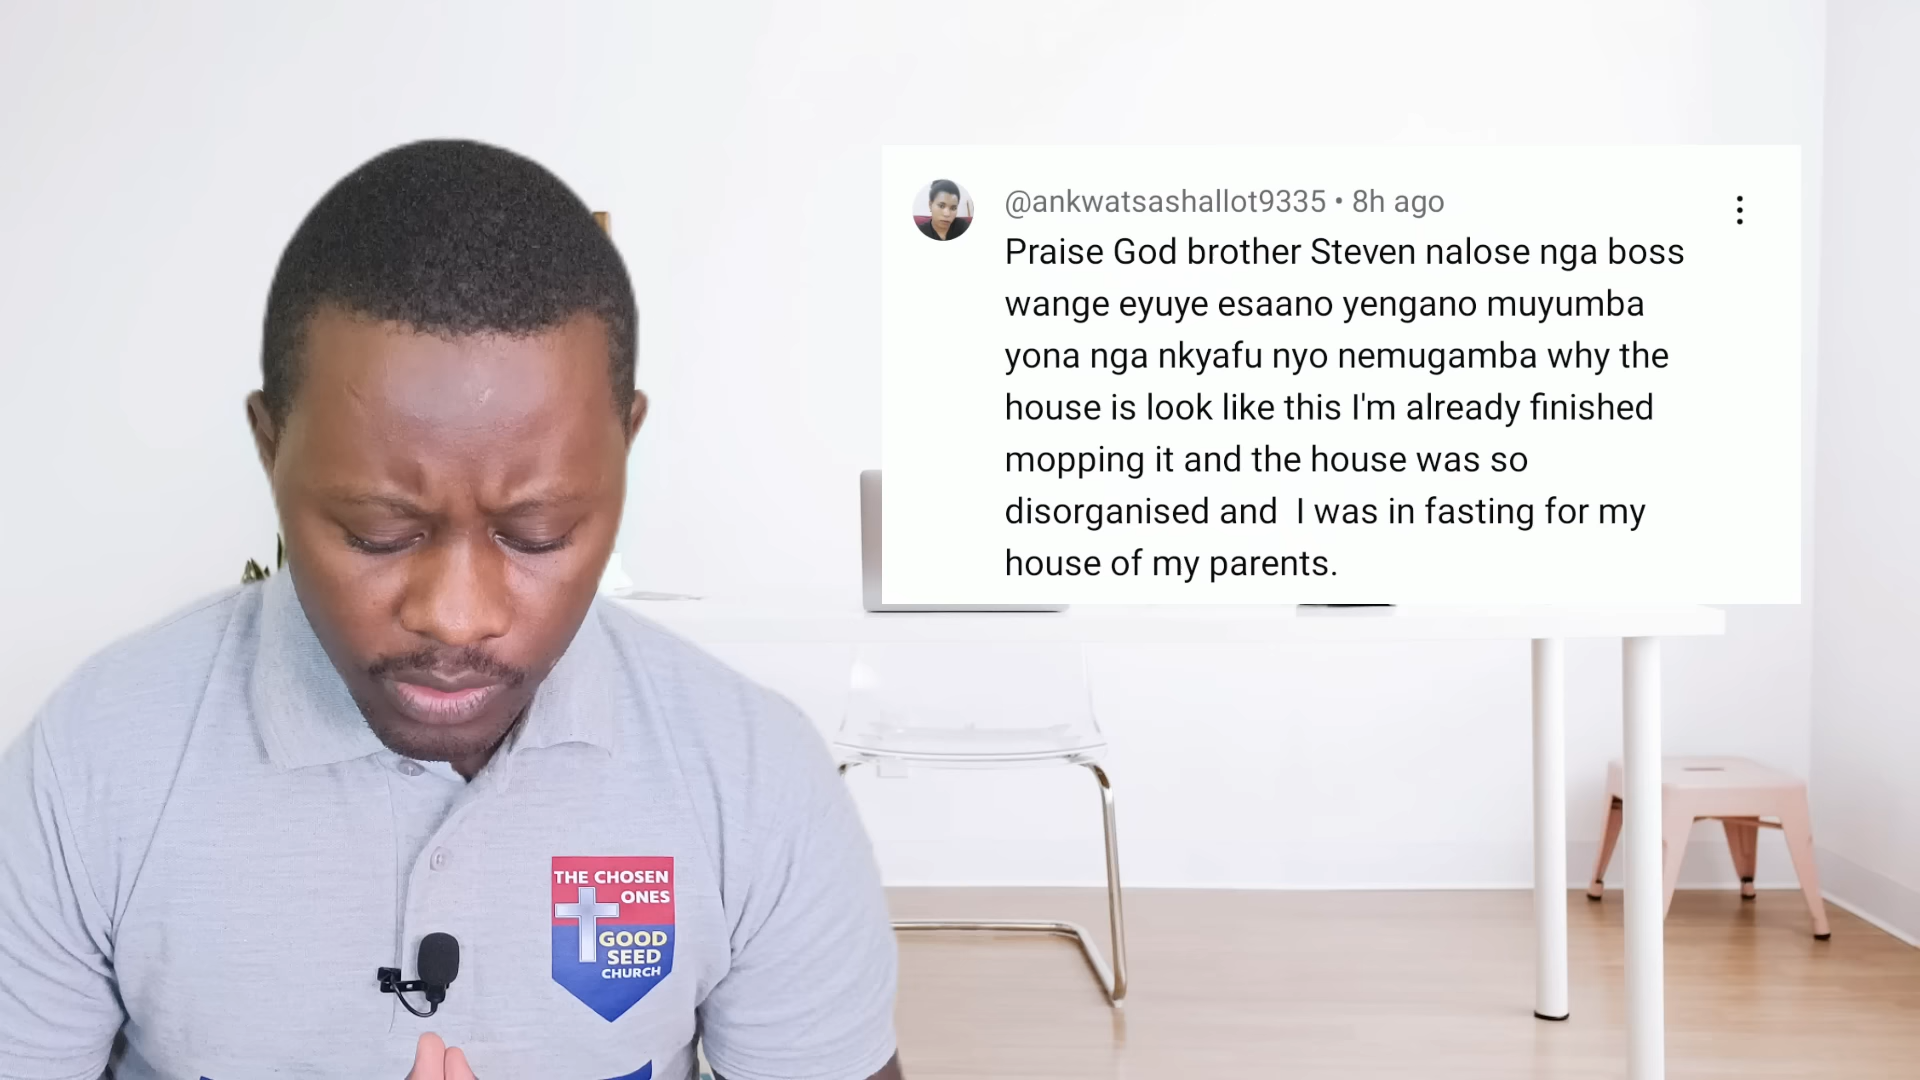 @ankwatsashallot9335 • 8h ago
Praise God brother Steven nalose nga boss
wange eyuye esaano yengano muyumba
yona nga nkyafu nyo nemugamba why the
house is look like this I'm already finished
mopping it and the house was so
disorganised and  I was in fasting for my
house of my parents.
THE CHOSEN
ONES
GOOD
SEED
CHURCH